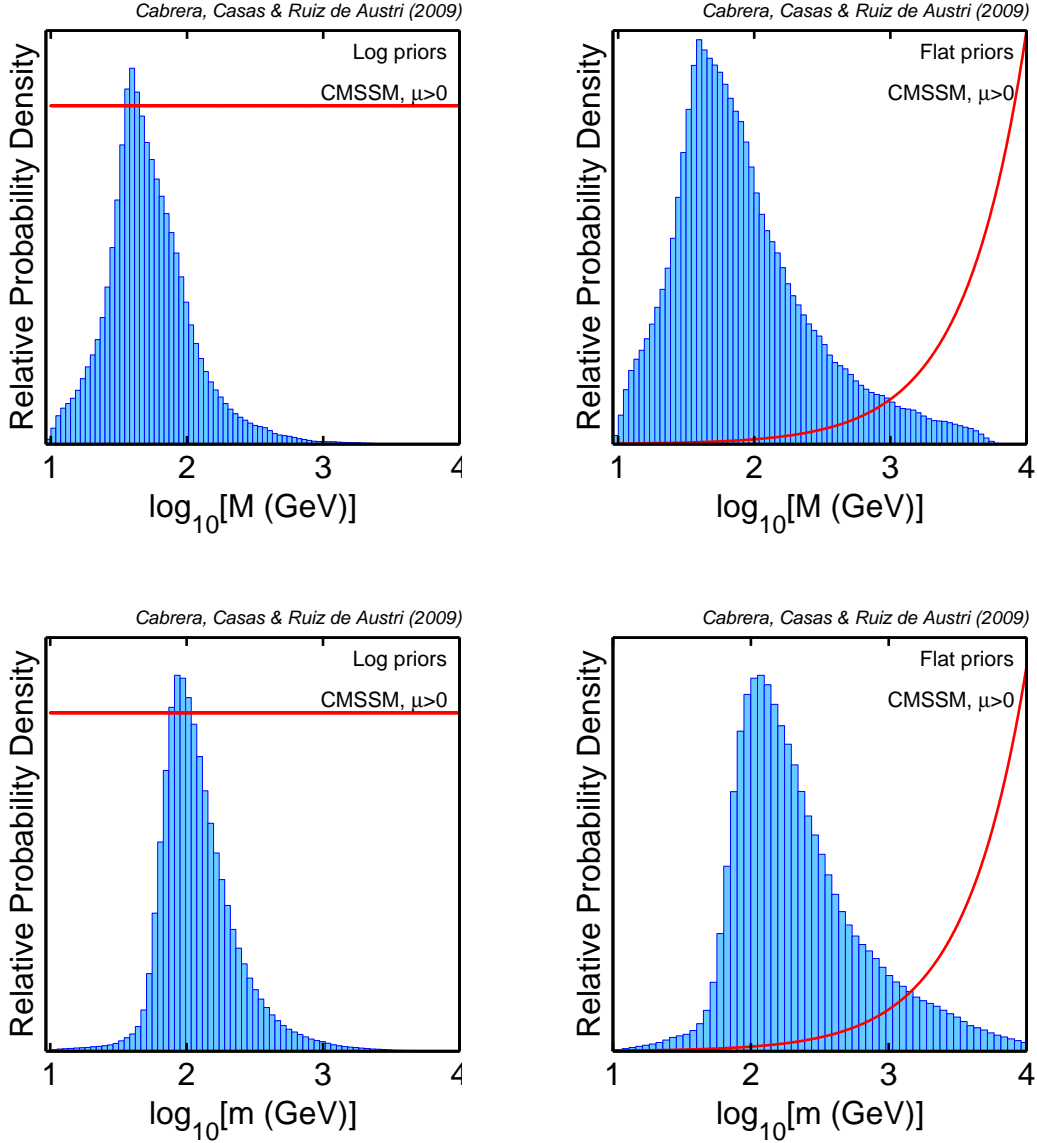 Cabrera, Casas & Ruiz de Austri (2009)
Log priors
CMSSM, μ>0
Relative Probability Density
1 2 3 4
log10[M (GeV)]
Cabrera, Casas & Ruiz de Austri (2009)
Flat priors
CMSSM, μ>0
Relative Probability Density
1 2 3 4
log10[M (GeV)]
Cabrera, Casas & Ruiz de Austri (2009)
Log priors
CMSSM, μ>0
Relative Probability Density
1 2 3 4
log10[m (GeV)]
Cabrera, Casas & Ruiz de Austri (2009)
Flat priors
CMSSM, μ>0
Relative Probability Density
1 2 3 4
log10[m (GeV)]